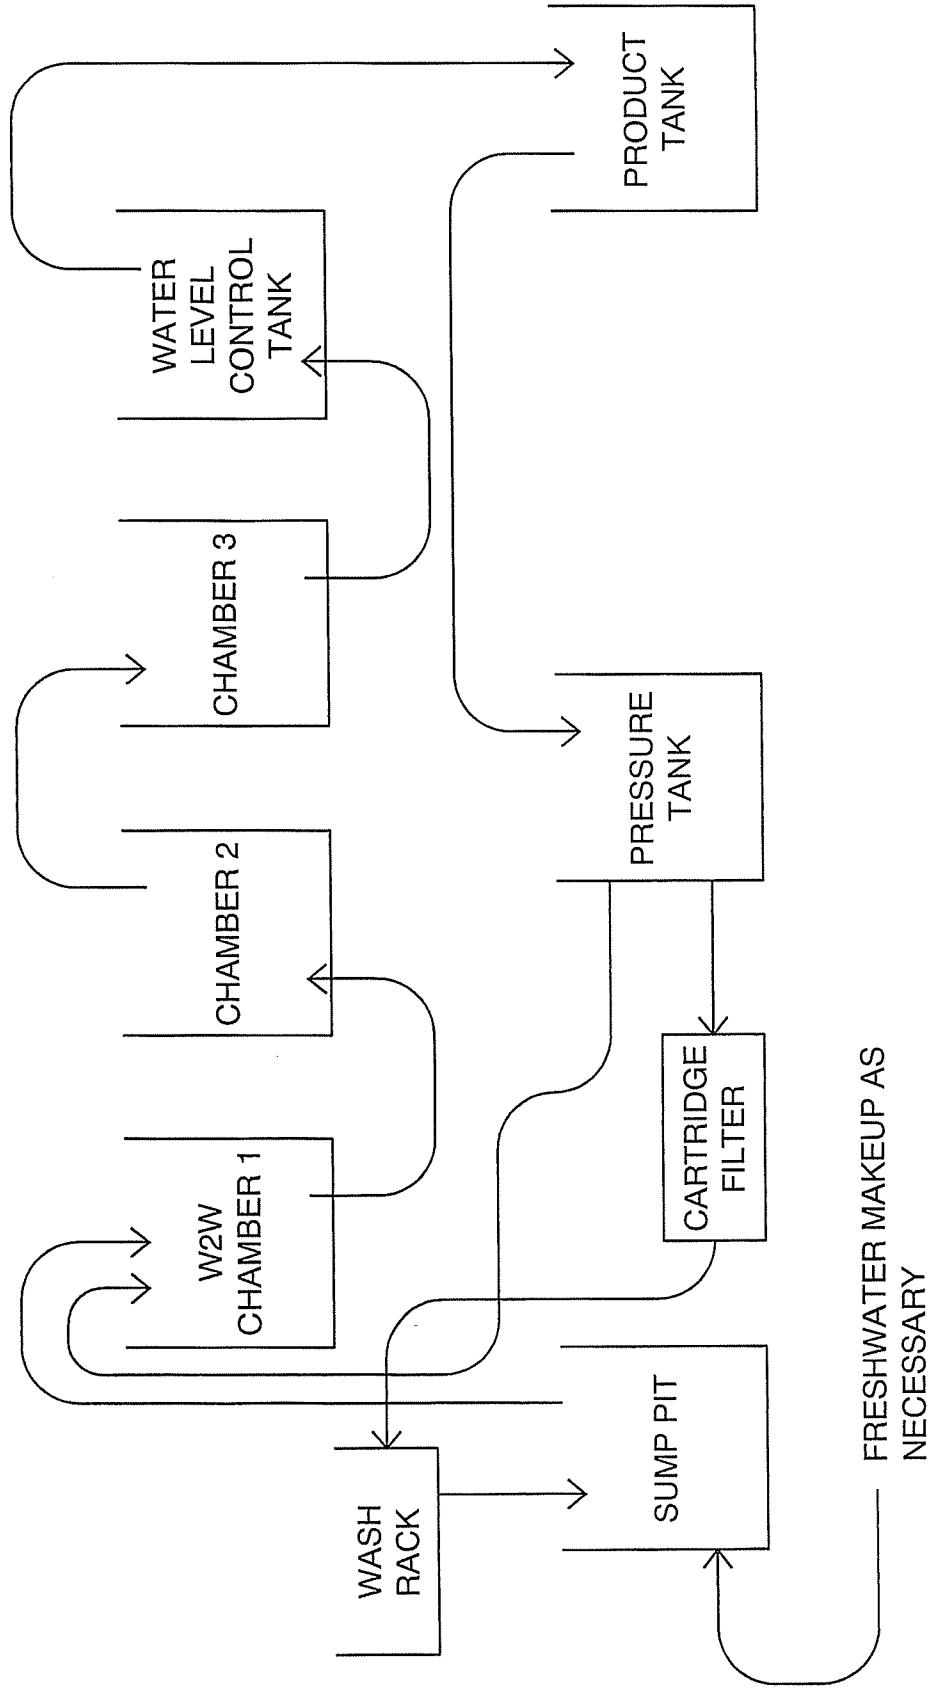 W2W
CHAMBER 1
CHAMBER 2
CHAMBER 3
WATER
LEVEL
CONTROL
TANK
WASH
RACK
SUMP PIT
CARTRIDGE
FILTER
PRESSURE
TANK
PRODUCT
TANK
FRESHWATER MAKEUP AS
NECESSARY